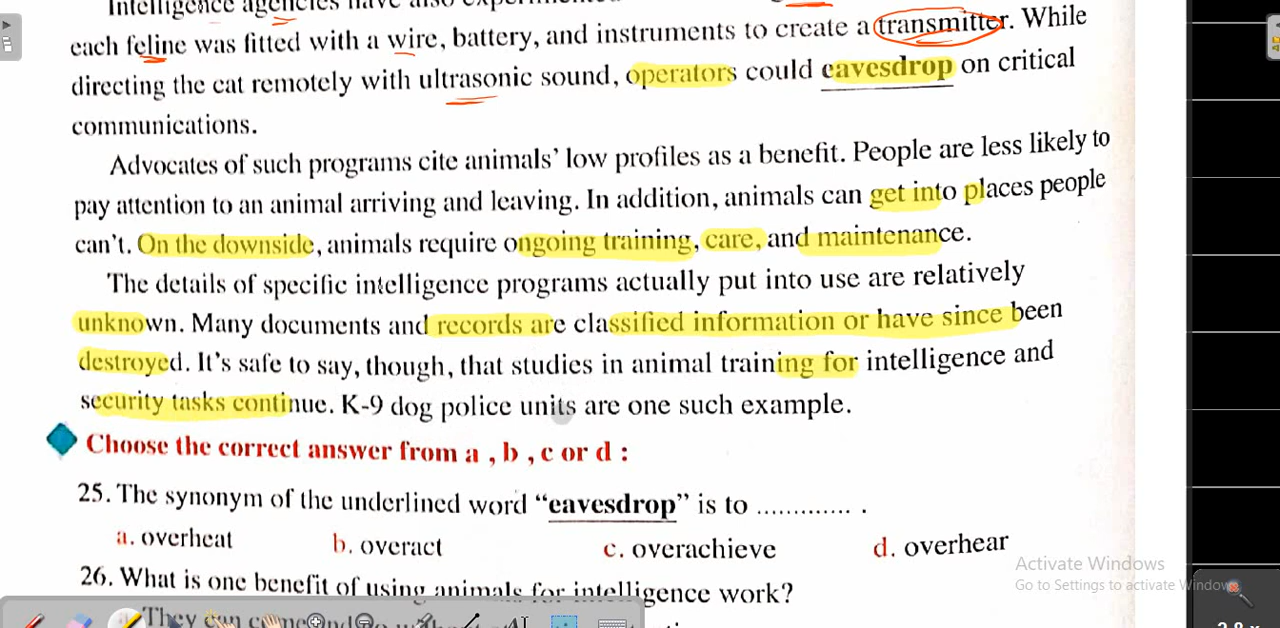 Intelligence agencies have also
each feline was fitted with a wire, battery, and instruments to create a transmitter. While
directing the cat remotely with ultrasonic sound, operators could eavesdrop on critical
communications.
Advocates of such programs cite animals' low profiles as a benefit. People are less likely to
pay attention to an animal arriving and leaving. In addition, animals can get into places people
can't. On the downside, animals require ongoing training, care, and maintenance.
The details of specific intelligence programs actually put into use are relatively
unknown. Many documents and records are classified information or have since been
destroyed. It's safe to say, though, that studies in animal training for intelligence and
security tasks continue. K-9 dog police units are one such example.
Choose the correct answer from a , b , c or d :
25. The synonym of the underlined word “eavesdrop” is to ............. .
a. overheat b. overact c. overachieve d. overhear
26. What is one benefit of using animals for intelligence work?
They can
Activate Windows
Go to Settings to activate Windows